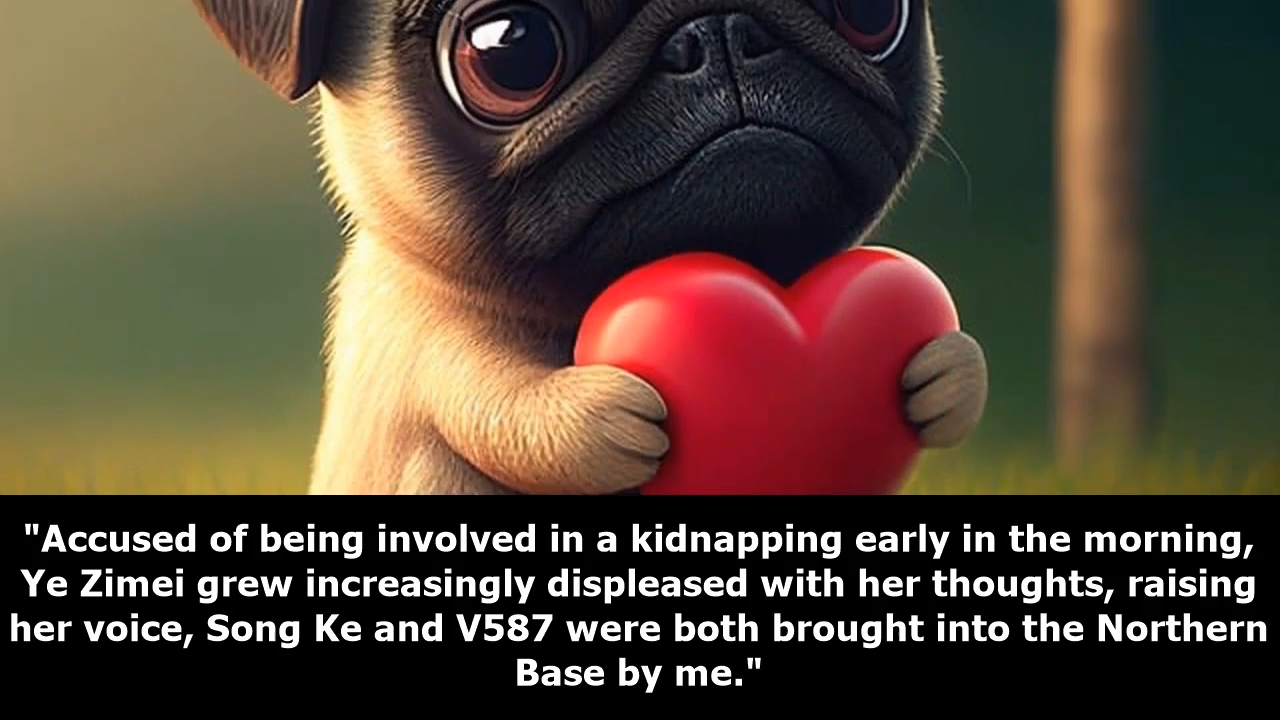 "Accused of being involved in a kidnapping early in the morning,
Ye Zimei grew increasingly displeased with her thoughts, raising
her voice, Song Ke and V587 were both brought into the Northern
Base by me."